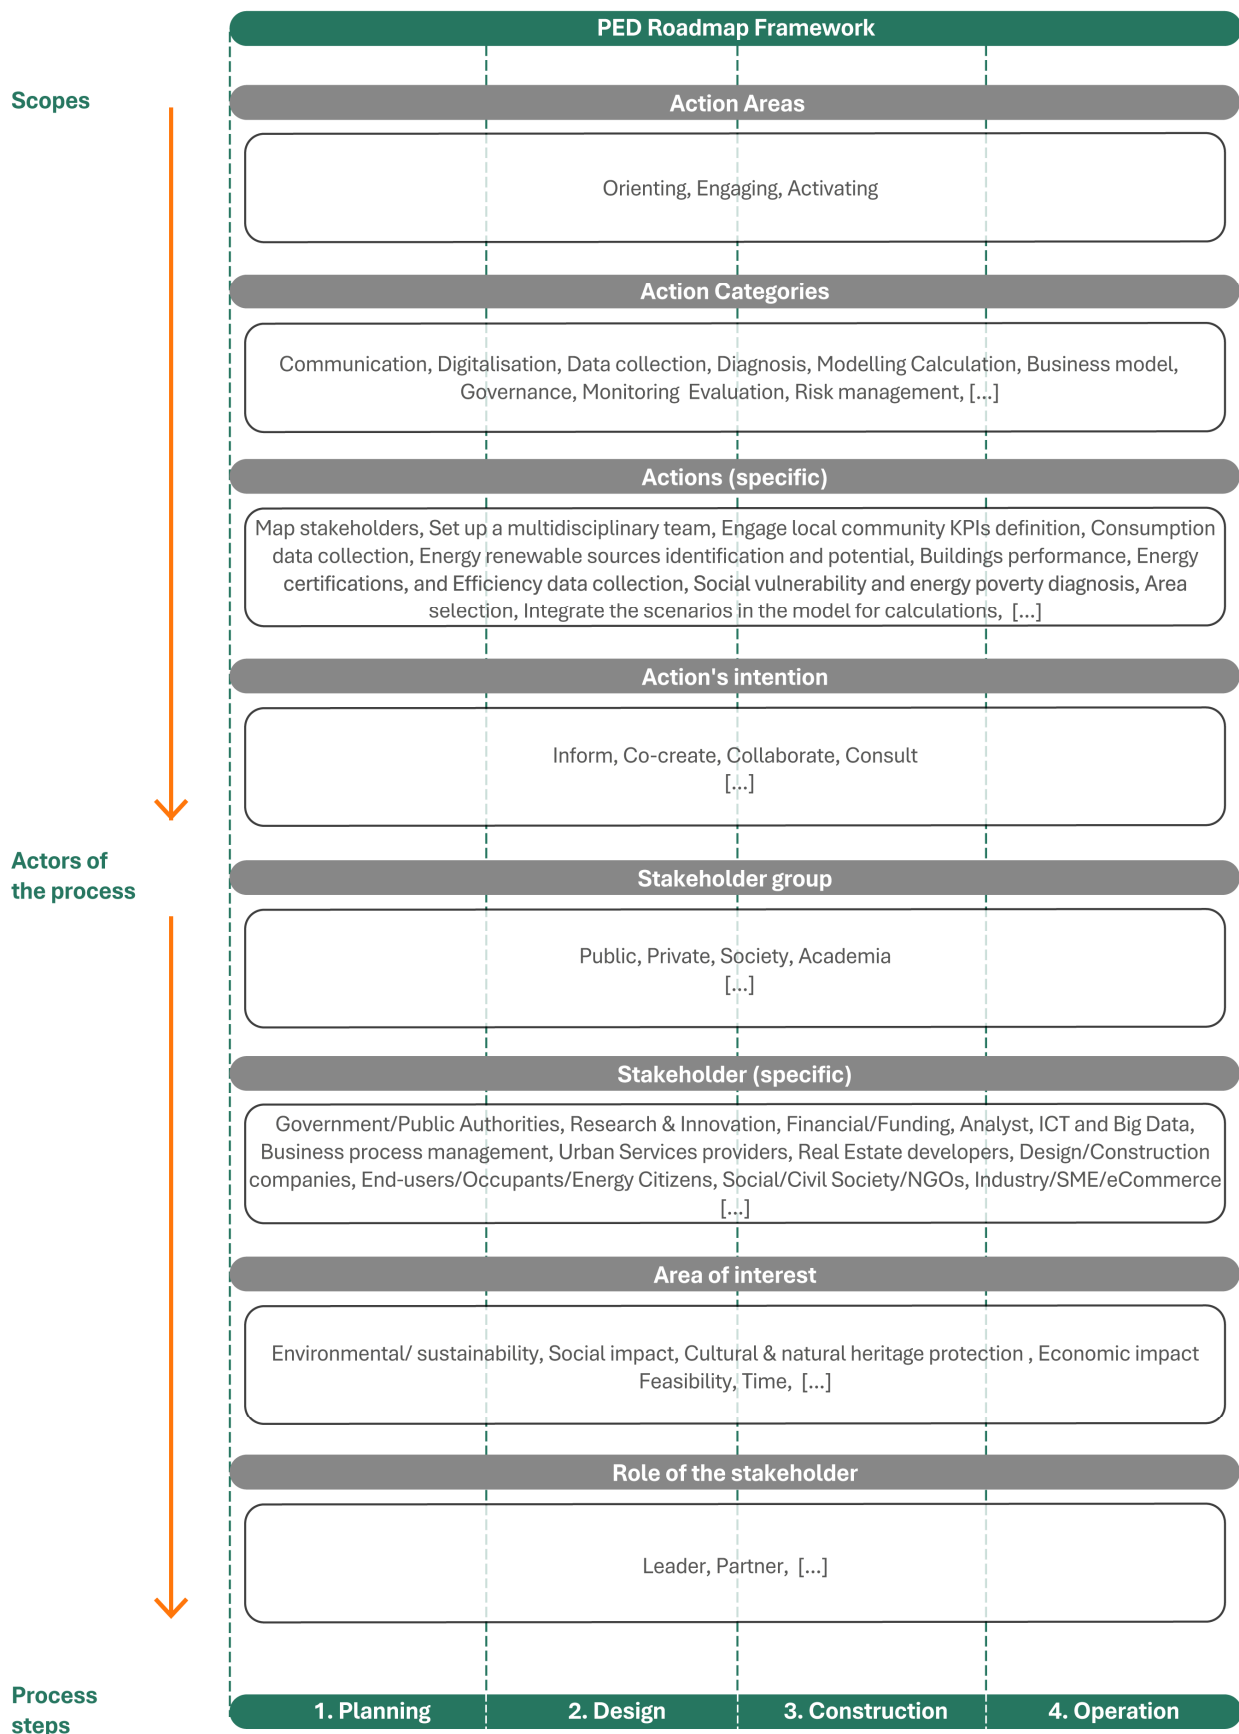 PED Roadmap Framework
Scopes
Action Areas
Orienting, Engaging, Activating
Action Categories
Communication, Digitalisation, Data collection, Diagnosis, Modelling Calculation, Business model,
Governance, Monitoring  Evaluation, Risk management, [...]
Actions (specific)
Map stakeholders, Set up a multidisciplinary team, Engage local community KPIs definition, Consumption
data collection, Energy renewable sources identification and potential, Buildings performance, Energy
certifications, and Efficiency data collection, Social vulnerability and energy poverty diagnosis, Area
selection, Integrate the scenarios in the model for calculations,  [...]
Action's intention
Inform, Co-create, Collaborate, Consult
[...]
Actors of
the process
Stakeholder group
Public, Private, Society, Academia
[...]
Stakeholder (specific)
Government/Public Authorities, Research & Innovation, Financial/Funding, Analyst, ICT and Big Data,
Business process management, Urban Services providers, Real Estate developers, Design/Construction
companies, End-users/Occupants/Energy Citizens, Social/Civil Society/NGOs, Industry/SME/eCommerce
[...]
Area of interest
Environmental/ sustainability, Social impact, Cultural & natural heritage protection , Economic impact
Feasibility, Time,  [...]
Role of the stakeholder
Leader, Partner,  [...]
Process
steps
1. Planning
2. Design
3. Construction
4. Operation